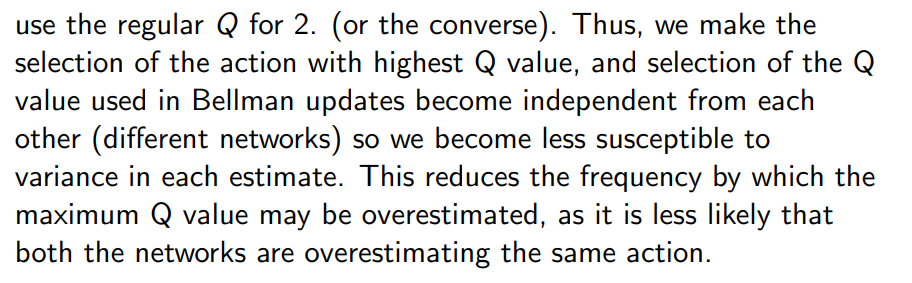 use the regular Q for 2. (or the converse). Thus, we make the
selection of the action with highest Q value, and selection of the Q
value used in Bellman updates become independent from each
other (different networks) so we become less susceptible to
variance in each estimate. This reduces the frequency by which the
maximum Q value may be overestimated, as it is less likely that
both the networks are overestimating the same action.